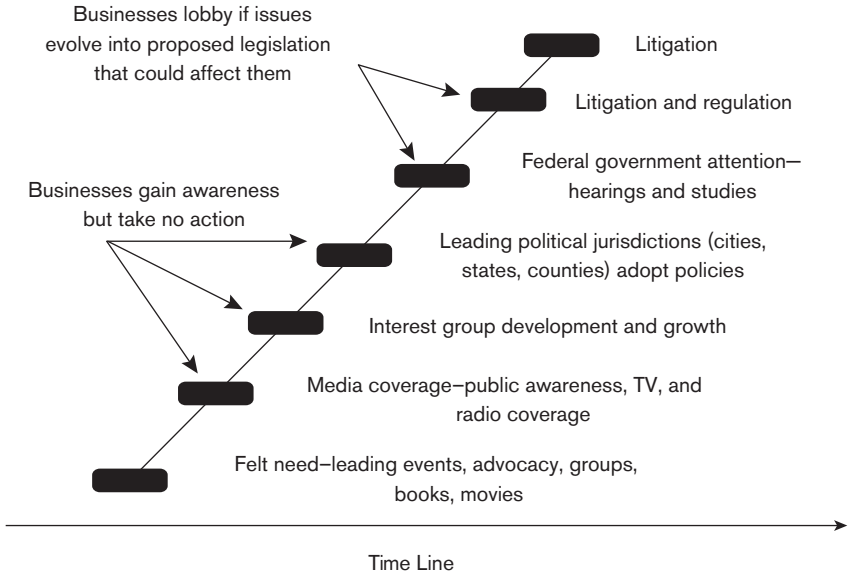 Businesses lobby if issues
evolve into proposed legislation
that could affect them
Litigation
Litigation and regulation
Federal government attention—
hearings and studies
Businesses gain awareness
but take no action
Leading political jurisdictions (cities,
states, counties) adopt policies
Interest group development and growth
Media coverage–public awareness, TV, and
radio coverage
Felt need–leading events, advocacy, groups,
books, movies
Time Line